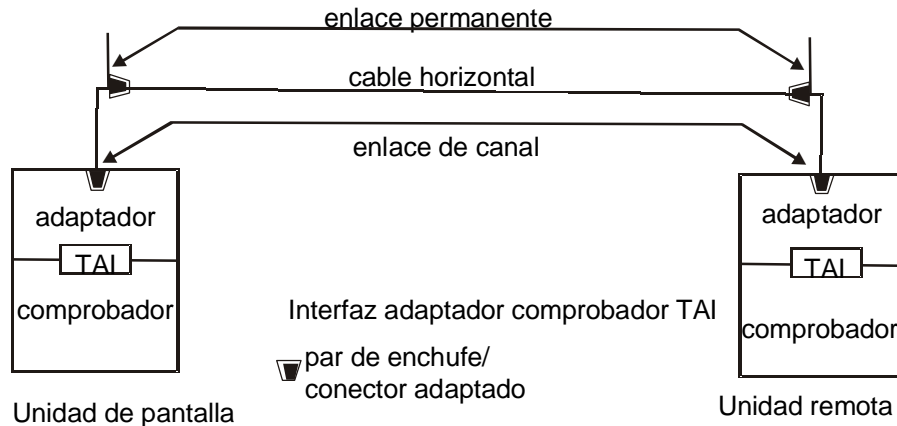 enlace permanente
cable horizontal
enlace de canal
adaptador
TAI
comprobador
Unidad de pantalla
Interfaz adaptador comprobador TAI
par de enchufe/
conector adaptado
adaptador
TAI
comprobador
Unidad remota